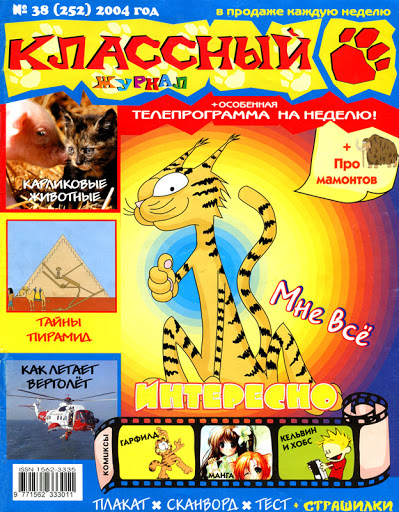 № 38 (252) 2004 год
в продаже каждую неделю
КЛАССНЫЙ
ЖУРНАЛ
+ОСОБЕННАЯ
ТЕЛЕПРОГРАММА НА НЕДЕЛЮ!
+
Про
мамонтов
КАРЛИКОВЫЕ
ЖИВОТНЫЕ
ТАЙНЫ
ПИРАМИД
КАК ЛЕТАЕТ
ВЕРТОЛЁТ
Мне всё
ИНТЕРЕСНО
КОМИКСЫ
ГАРФИЛД
МАНГА
КЕЛЬВИН
И ХОБС
ISSN 1562-3335
9 771562 333011
ПЛАКАТ × СКАНВОРД × ТЕСТ + СТРАШИЛКИ